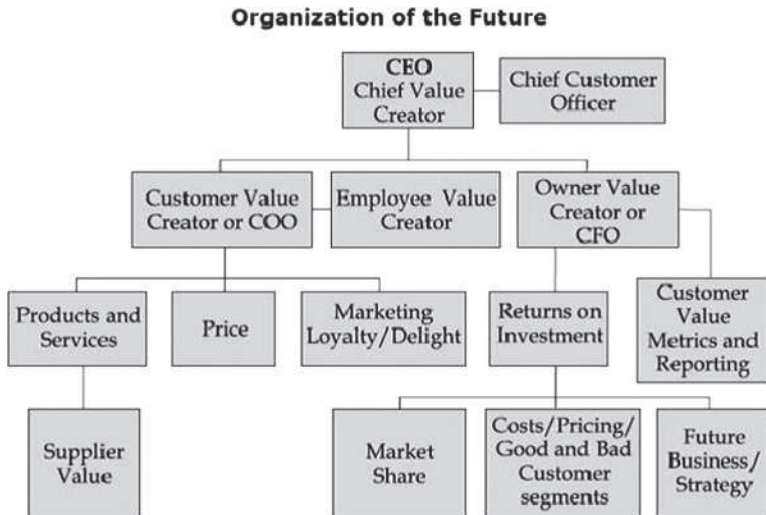 Organization of the Future
CEO
Chief Value
Creator
Chief Customer
Officer
Customer Value
Creator or COO
Employee Value
Creator
Owner Value
Creator or
CFO
Products and
Services
Price
Marketing
Loyalty/Delight
Returns on
Investment
Customer
Value
Metrics and
Reporting
Supplier
Value
Market
Share
Costs/Pricing/
Good and Bad
Customer
segments
Future
Business/
Strategy